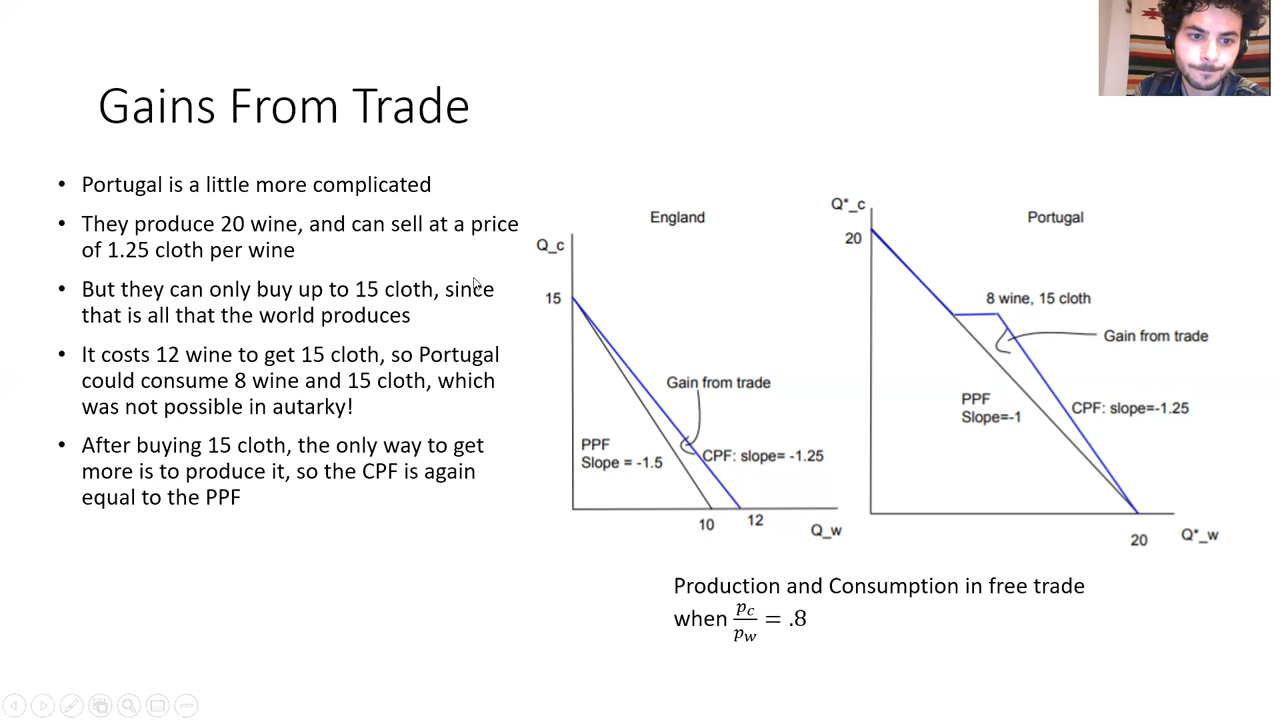 Gains From Trade
• Portugal is a little more complicated
• They produce 20 wine, and can sell at a price
of 1.25 cloth per wine
• But they can only buy up to 15 cloth, since
that is all that the world produces
• It costs 12 wine to get 15 cloth, so Portugal
could consume 8 wine and 15 cloth, which
was not possible in autarky!
• After buying 15 cloth, the only way to get
more is to produce it, so the CPF is again
equal to the PPF
England
Q_c
15
Gain from trade
PPF
Slope = -1.5
CPF: slope= -1.25
10
12
Q_w
Q*_c
Portugal
20
8 wine, 15 cloth
Gain from trade
PPF
Slope=-1
CPF: slope=-1.25
20
Q*_w
Production and Consumption in free trade
when p_c/p_w = .8